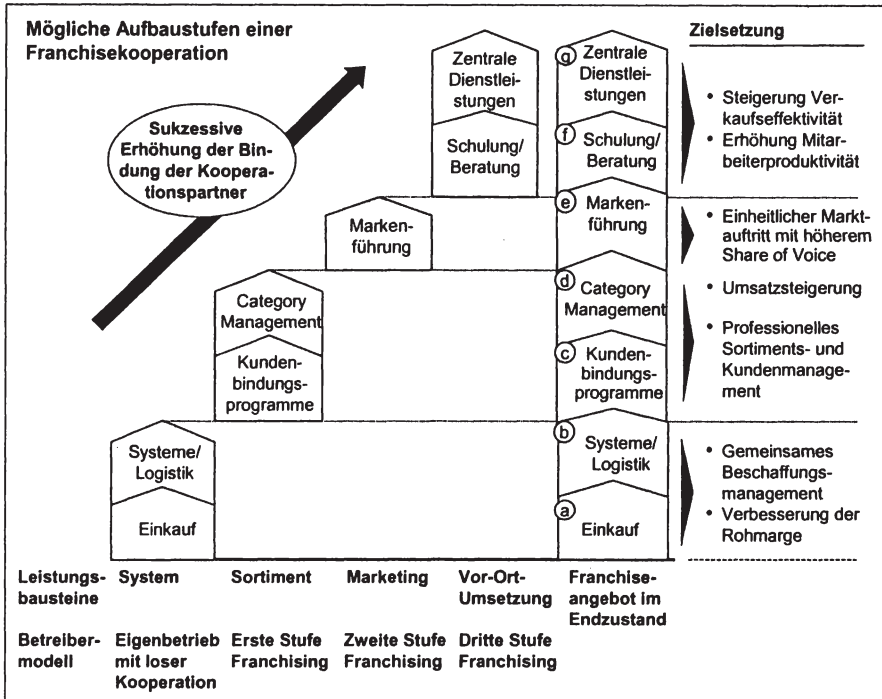 Mögliche Aufbaustufen einer
Franchisekooperation
Sukzessive
Erhöhung der Bin-
dung der Koopera-
tionspartner
Systeme/
Logistik
Einkauf
Category
Management
Kunden-
bindungs-
programme
Marken-
führung
Zentrale
Dienstlei-
stungen
Schulung/
Beratung
g
Zentrale
Dienstlei-
stungen
f
Schulung/
Beratung
e
Marken-
führung
d
Category
Management
c
Kunden-
bindungs-
programme
b
Systeme/
Logistik
a
Einkauf
Zielsetzung
• Steigerung Ver-
kaufseffektivität
• Erhöhung Mitar-
beiterproduktivität
• Einheitlicher Markt-
auftritt mit höherem
Share of Voice
• Umsatzsteigerung
• Professionelles
Sortiments- und
Kundenmanage-
ment
• Gemeinsames
Beschaffungs-
management
• Verbesserung der
Rohmarge
Leistungs-
bausteine
System
Sortiment
Marketing
Vor-Ort-
Umsetzung
Franchise-
angebot im
Endzustand
Betreiber-
modell
Eigenbetrieb
mit loser
Kooperation
Erste Stufe
Franchising
Zweite Stufe
Franchising
Dritte Stufe
Franchising